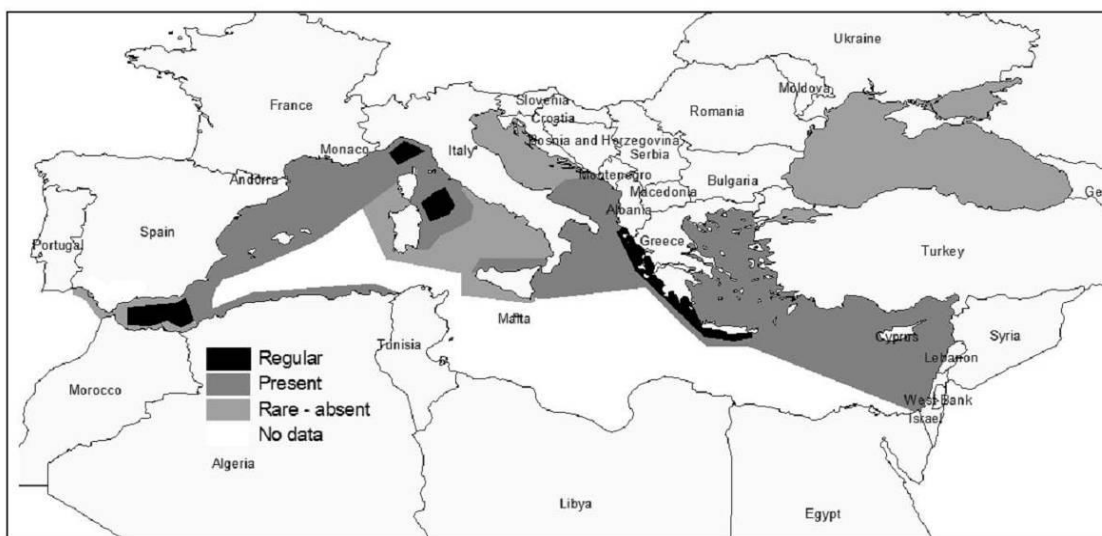 Ukraine
Moldova
France
Slovenia
Croatia
Romania
Bosnia and Herzegovina
Monaco
Italy
Serbia
Andorra
Montenegro
Bulgaria
Macedonia
Ge
Albania
Portugal
Spain
Greece
Turkey
Malta
Cyprus
Syria
Tunisia
Lebanon
Regular
Present
Morocco
West Bank
Rare - absent
Israel
No data
Algeria
Libya
Egypt